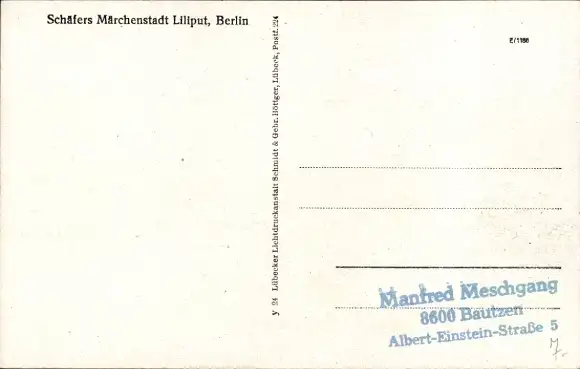 Schäfers Märchenstadt Liliput, Berlin
E/1186
y 24 Lübecker Lichtdruckanstalt Schmidt & Gebr. Böttger, Lübeck, Postf. 224
Manfred Meschgang
8600 Bautzen
Albert-Einstein-Straße 5